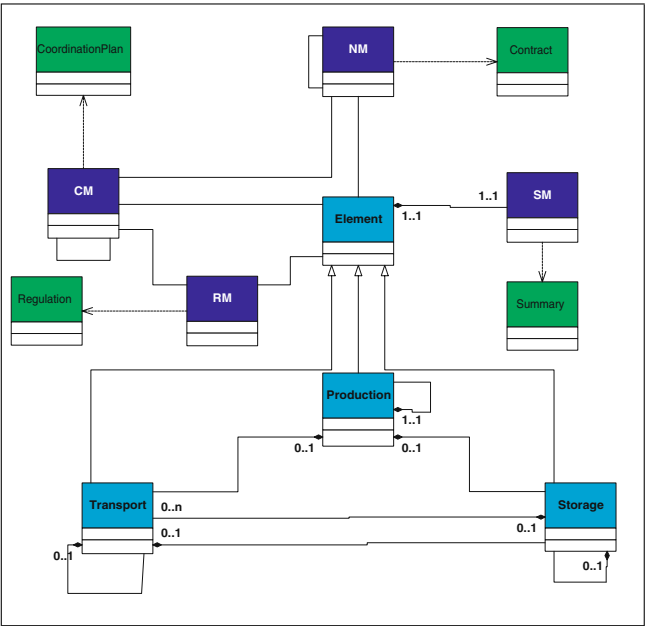 CoordinationPlan
NM
Contract
CM
SM
1..1
Element
1..1
Regulation
RM
Summary
Production
1..1
0..1
0..1
Transport
0..n
Storage
0..1
0..1
0..1
0..1